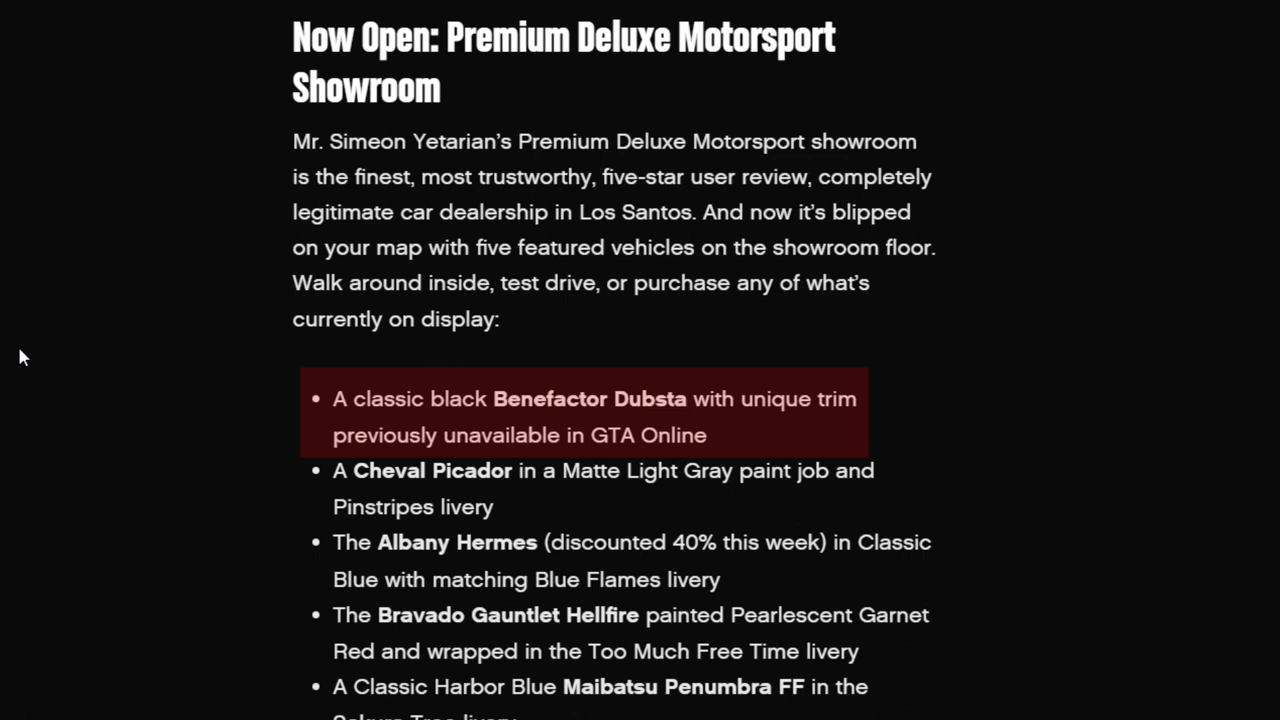 Now Open: Premium Deluxe Motorsport
Showroom
Mr. Simeon Yetarian’s Premium Deluxe Motorsport showroom
is the finest, most trustworthy, five-star user review, completely
legitimate car dealership in Los Santos. And now it’s blipped
on your map with five featured vehicles on the showroom floor.
Walk around inside, test drive, or purchase any of what’s
currently on display:
• A classic black Benefactor Dubsta with unique trim
previously unavailable in GTA Online
• A Cheval Picador in a Matte Light Gray paint job and
Pinstripes livery
• The Albany Hermes (discounted 40% this week) in Classic
Blue with matching Blue Flames livery
• The Bravado Gauntlet Hellfire painted Pearlescent Garnet
Red and wrapped in the Too Much Free Time livery
• A Classic Harbor Blue Maibatsu Penumbra FF in the
Sakura Tree livery